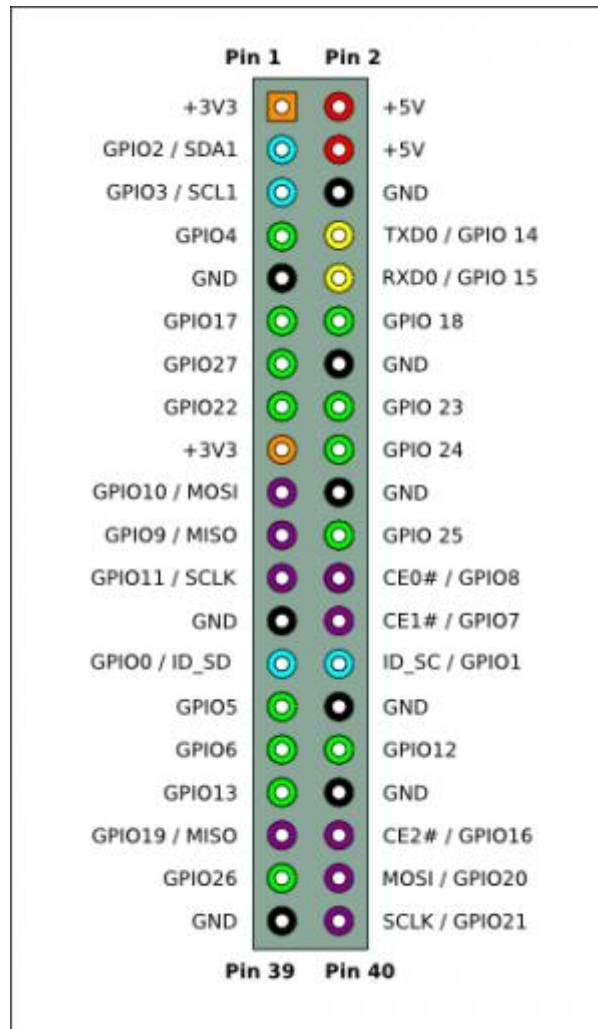 Pin 1 Pin 2
+3V3 +5V
GPIO2 / SDA1 +5V
GPIO3 / SCL1 GND
GPIO4 TXD0 / GPIO 14
GND RXD0 / GPIO 15
GPIO17 GPIO 18
GPIO27 GND
GPIO22 GPIO 23
+3V3 GPIO 24
GPIO10 / MOSI GND
GPIO9 / MISO GPIO 25
GPIO11 / SCLK CE0# / GPIO8
GND CE1# / GPIO7
GPIO0 / ID_SD ID_SC / GPIO1
GPIO5 GND
GPIO6 GPIO12
GPIO13 GND
GPIO19 / MISO CE2# / GPIO16
GPIO26 MOSI / GPIO20
GND SCLK / GPIO21
Pin 39 Pin 40